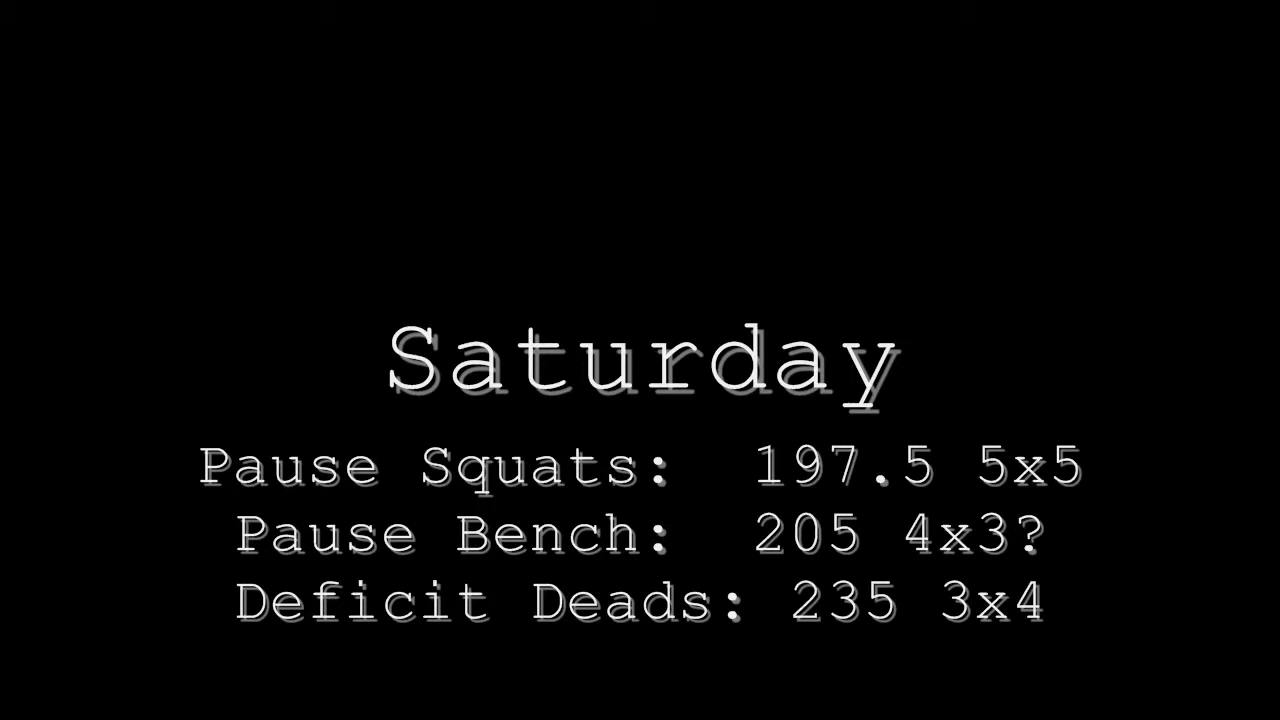 Saturday
Pause Squats: 197.5 5x5
Pause Bench: 205 4x3?
Deficit Deads: 235 3x4